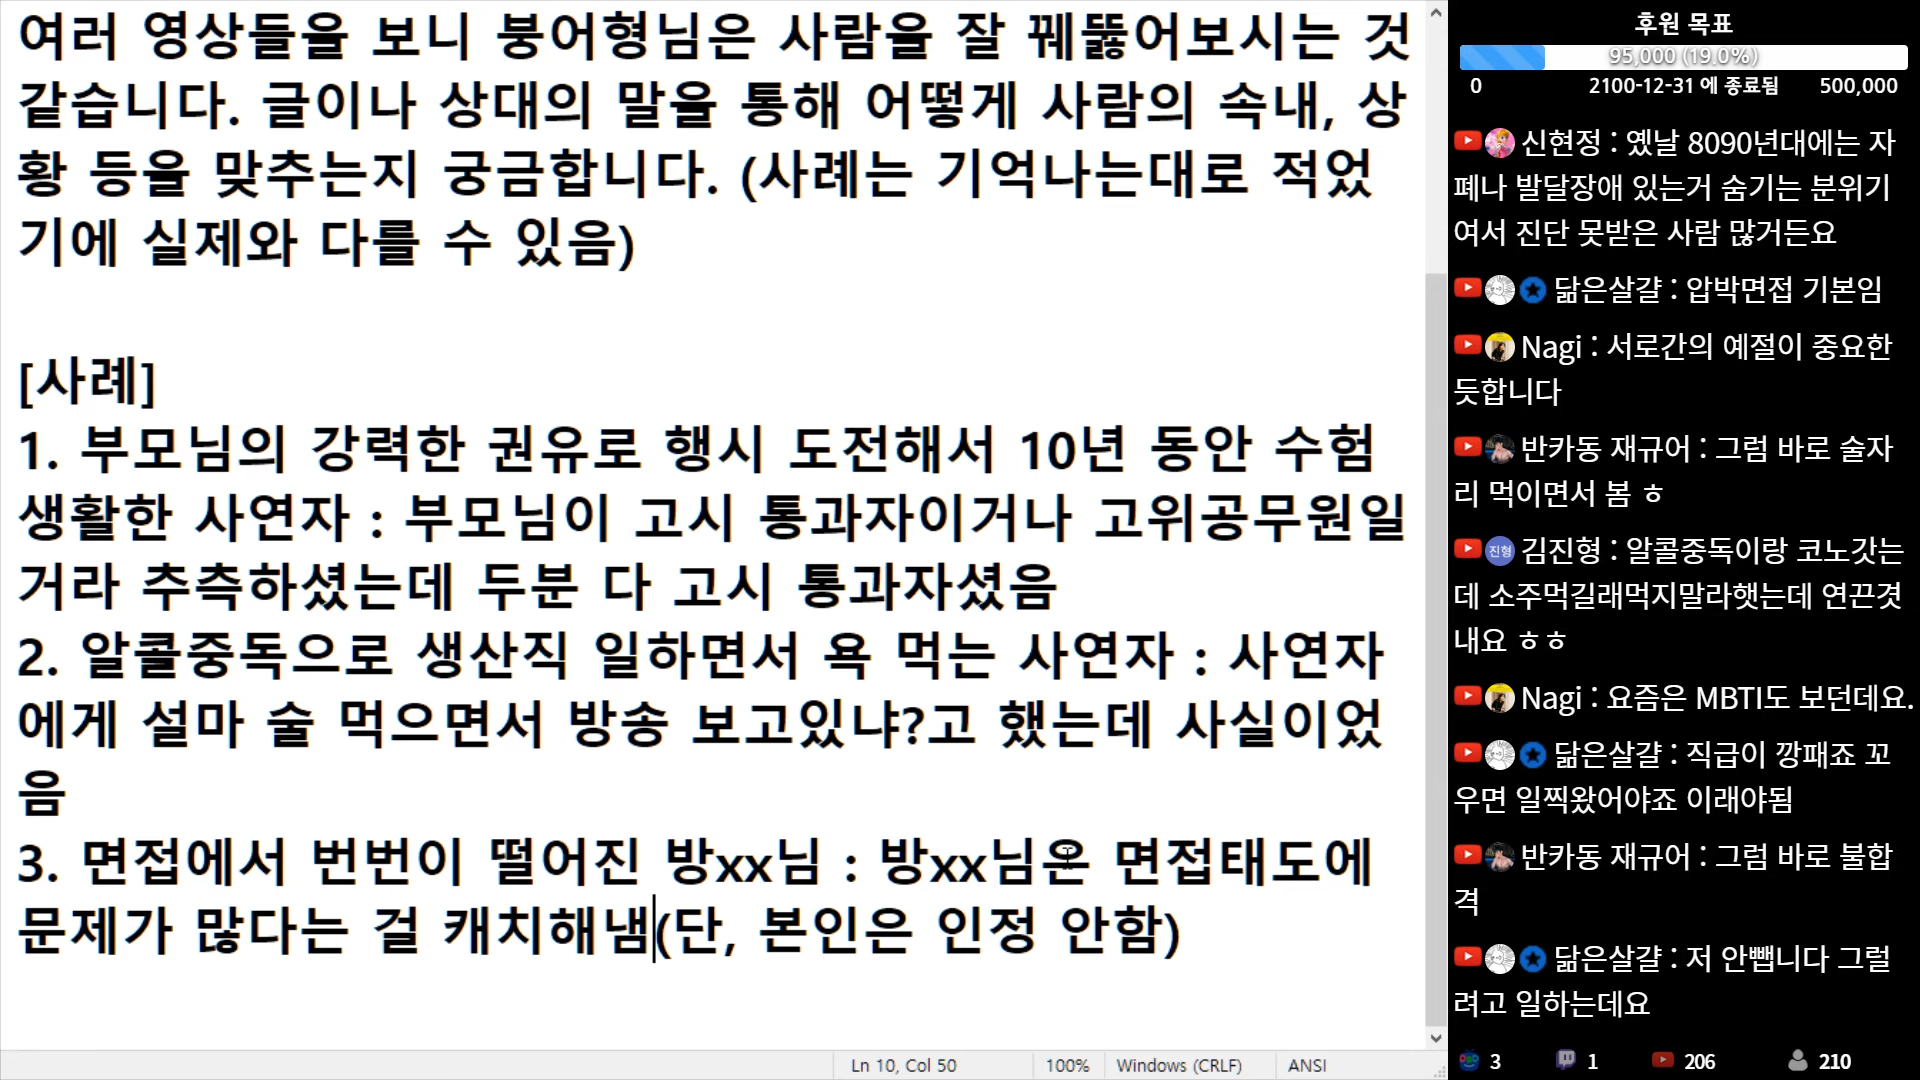 여러 영상들을 보니 붕어형님은 사람을 잘 꿰뚫어보시는 것
같습니다. 글이나 상대의 말을 통해 어떻게 사람의 속내, 상
황 등을 맞추는지 궁금합니다. (사례는 기억나는대로 적었
기에 실제와 다를 수 있음)
[사례]
1. 부모님의 강력한 권유로 행시 도전해서 10년 동안 수험
생활한 사연자 : 부모님이 고시 통과자이거나 고위공무원일
거라 추측하셨는데 두분 다 고시 통과자셨음
2. 알콜중독으로 생산직 일하면서 욕 먹는 사연자 : 사연자
에게 설마 술 먹으면서 방송 보고있냐?고 했는데 사실이었
음
3. 면접에서 번번이 떨어진 방xx님 : 방xx님은 면접태도에
문제가 많다는 걸 캐치해냄(단, 본인은 인정 안함)
Ln 10, Col 50
100%
Windows (CRLF)
ANSI
후원 목표
95,000 (19.0%)
0 2100-12-31 에 종료됨 500,000
신현정 : 옜날 8090년대에는 자
폐나 발달장애 있는거 숨기는 분위기
여서 진단 못받은 사람 많거든요
닮은살걀 : 압박면접 기본임
Nagi : 서로간의 예절이 중요한
듯합니다
반카동 재규어 : 그럼 바로 술자
리 먹이면서 봄 ㅎ
진형 김진형 : 알콜중독이랑 코노갓는
데 소주먹길래먹지말라햇는데 연끈겻
내요 ㅎㅎ
Nagi : 요즘은 MBTI도 보던데요.
닮은살걀 : 직급이 깡패죠 꼬
우면 일찍왔어야죠 이래야됨
반카동 재규어 : 그럼 바로 불합
격
닮은살걀 : 저 안뺍니다 그럴
려고 일하는데요
3 1 206 210